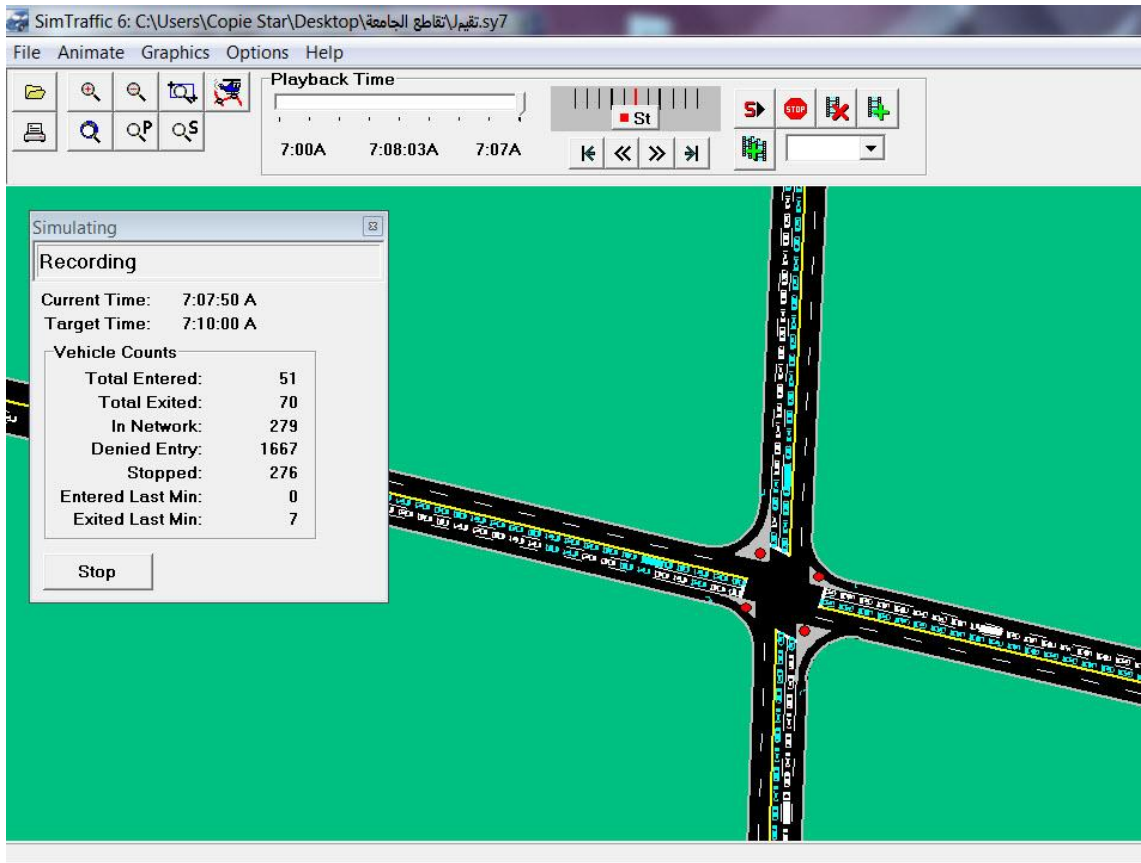 SimTraffic 6: C:\Users\Copie Star\Desktop\تقيم\تقاطع الجامعة.sy7
File Animate Graphics Options Help
Playback Time
St
S
STOP
P
S
7:00A 7:08:03A 7:07A
Simulating
Recording
Current Time: 7:07:50 A
Target Time: 7:10:00 A
Vehicle Counts
Total Entered: 51
Total Exited: 70
In Network: 279
Denied Entry: 1667
Stopped: 276
Entered Last Min: 0
Exited Last Min: 7
Stop